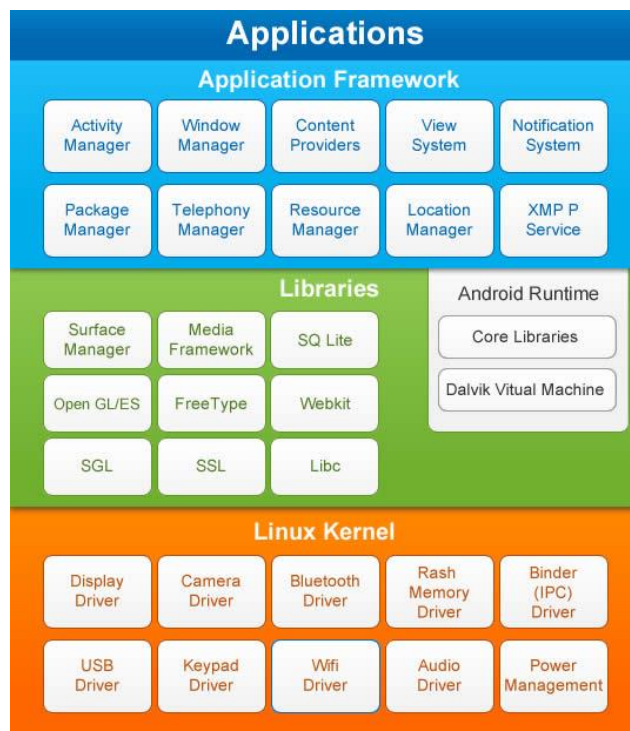 Applications
Application Framework
Activity
Manager
Window
Manager
Content
Providers
View
System
Notification
System
Package
Manager
Telephony
Manager
Resource
Manager
Location
Manager
XMP P
Service
Libraries
Surface
Manager
Media
Framework
SQ Lite
Open GL/ES
FreeType
Webkit
SGL
SSL
Libc
Android Runtime
Core Libraries
Dalvik Vitual Machine
Linux Kernel
Display
Driver
Camera
Driver
Bluetooth
Driver
Rash
Memory
Driver
Binder
(IPC)
Driver
USB
Driver
Keypad
Driver
Wifi
Driver
Audio
Driver
Power
Management